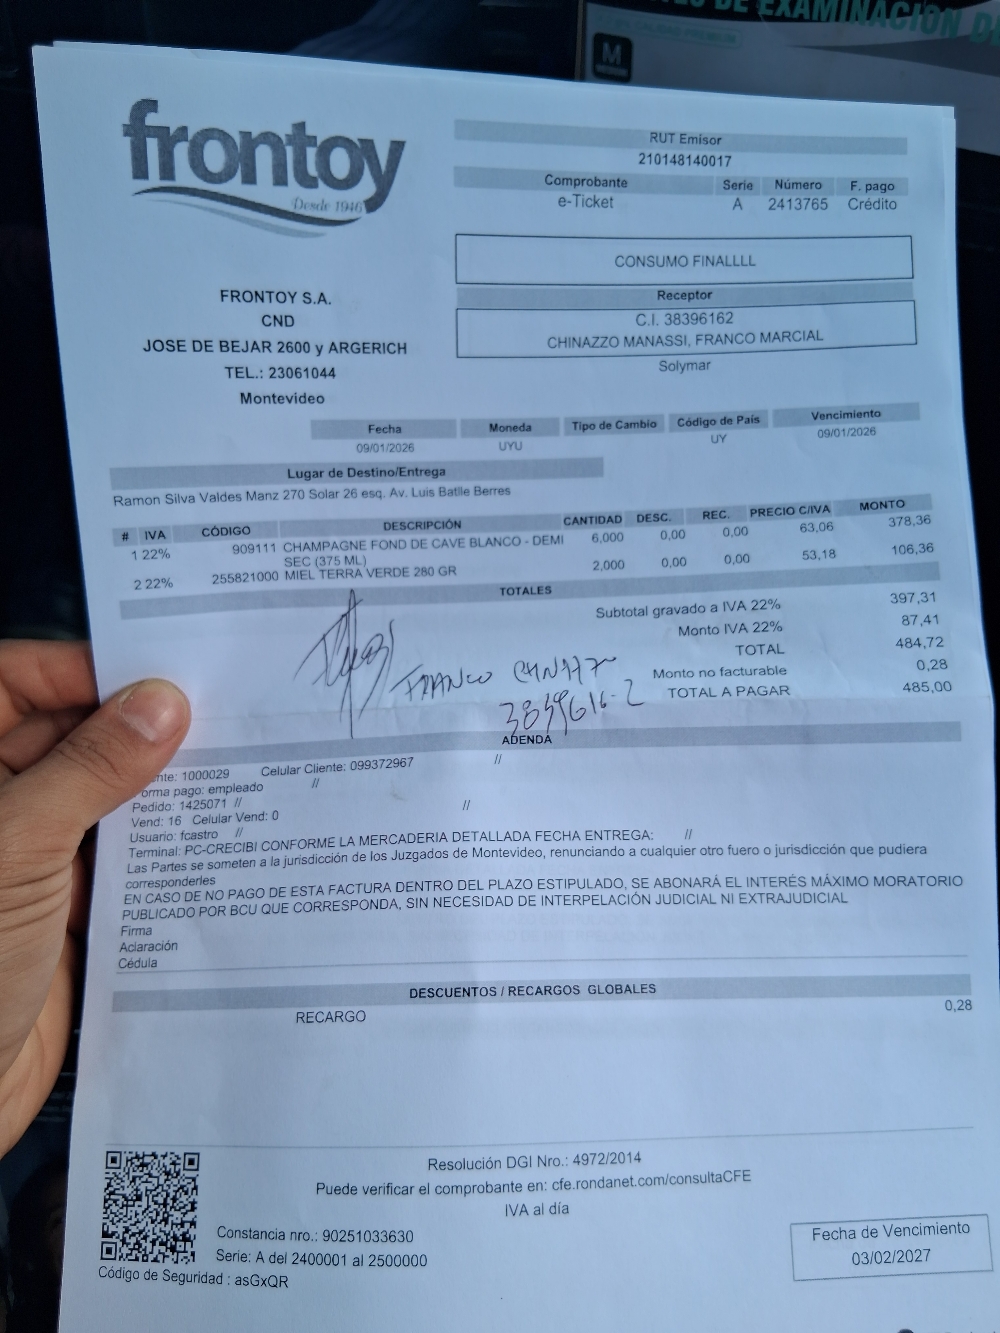 DE EXAMINACIÓN DE
M
frontoy
Desde 1946
RUT Emisor
210148140017
Comprobante Serie Número F. pago
e-Ticket A 2413765 Crédito
CONSUMO FINALLLL
Receptor
C.I. 38396162
CHINAZZO MANASSI, FRANCO MARCIAL
Solymar
FRONTOY S.A.
CND
JOSE DE BEJAR 2600 y ARGERICH
TEL.: 23061044
Montevideo
Fecha Moneda Tipo de Cambio Código de País Vencimiento
09/01/2026 UYU UY 09/01/2026
Lugar de Destino/Entrega
Ramon Silva Valdes Manz 270 Solar 26 esq. Av. Luis Batlle Berres
# IVA CÓDIGO DESCRIPCIÓN CANTIDAD DESC. REC. PRECIO C/IVA MONTO
1 22% 909111 CHAMPAGNE FOND DE CAVE BLANCO - DEMI 6,000 0,00 0,00 63,06 378,36
SEC (375 ML)
2 22% 255821000 MIEL TERRA VERDE 280 GR 2,000 0,00 0,00 53,18 106,36
TOTALES
Subtotal gravado a IVA 22% 397,31
Monto IVA 22% 87,41
TOTAL 484,72
Monto no facturable 0,28
TOTAL A PAGAR 485,00
FRANCO
3839616-2
ADENDA
nte: 1000029 Celular Cliente: 099372967 //
orma pago: empleado //
Pedido: 1425071 //
Vend: 16 Celular Vend: 0 //
Usuario: fcastro //
Terminal: PC-CRECIBI CONFORME LA MERCADERIA DETALLADA FECHA ENTREGA: //
Las Partes se someten a la jurisdicción de los Juzgados de Montevideo, renunciando a cualquier otro fuero o jurisdicción que pudiera
corresponderles
EN CASO DE NO PAGO DE ESTA FACTURA DENTRO DEL PLAZO ESTIPULADO, SE ABONARÁ EL INTERÉS MÁXIMO MORATORIO
PUBLICADO POR BCU QUE CORRESPONDA, SIN NECESIDAD DE INTERPELACIÓN JUDICIAL NI EXTRAJUDICIAL
Firma
Aclaración
Cédula
DESCUENTOS / RECARGOS GLOBALES
RECARGO 0,28
Resolución DGI Nro.: 4972/2014
Puede verificar el comprobante en: cfe.rondanet.com/consultaCFE
IVA al día
Constancia nro.: 90251033630
Serie: A del 2400001 al 2500000
Código de Seguridad : asGxQR
Fecha de Vencimiento
03/02/2027